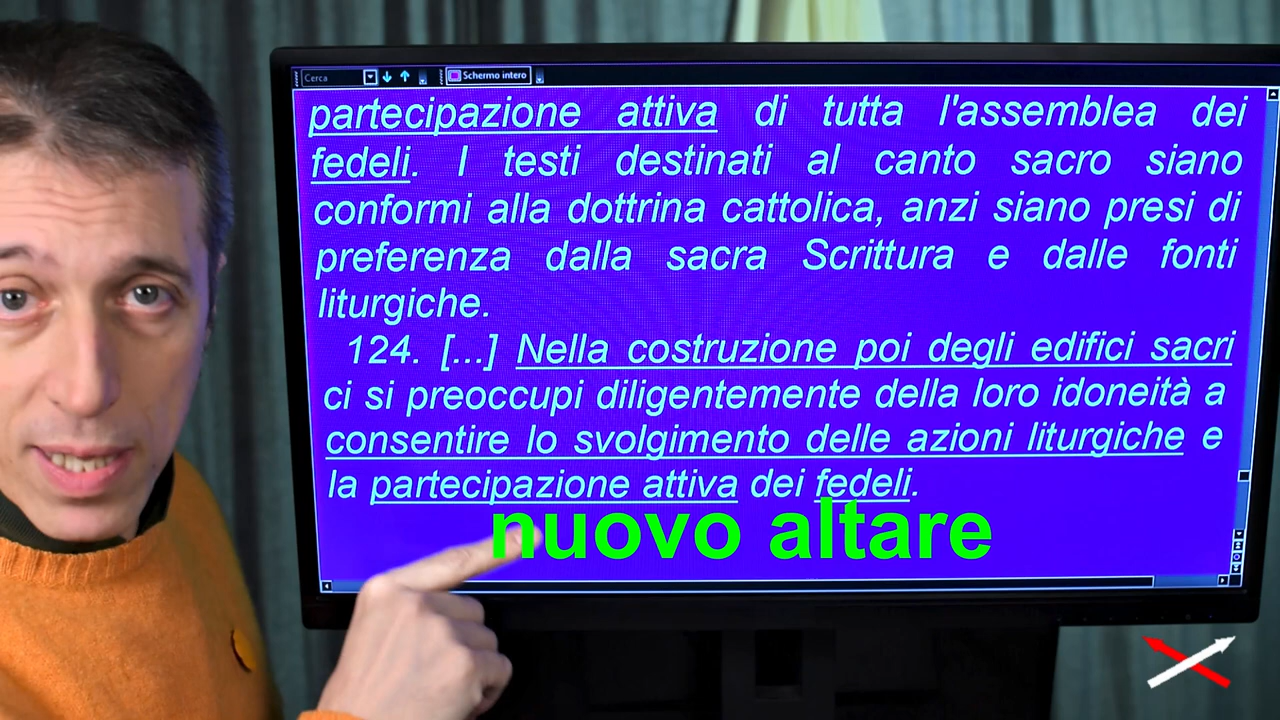 Cerca
Schermo intero
partecipazione attiva di tutta l'assemblea dei
fedeli. I testi destinati al canto sacro siano
conformi alla dottrina cattolica, anzi siano presi di
preferenza dalla sacra Scrittura e dalle fonti
liturgiche.
124. [...] Nella costruzione poi degli edifici sacri
ci si preoccupi diligentemente della loro idoneità a
consentire lo svolgimento delle azioni liturgiche e
la partecipazione attiva dei fedeli.
nuovo altare